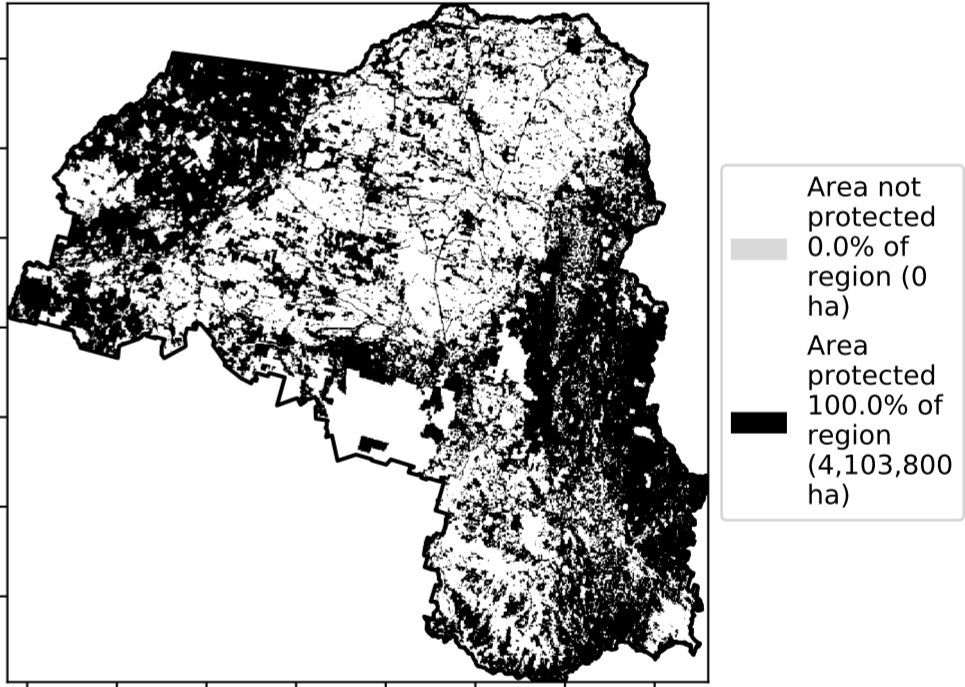 Area not
protected
0.0% of
region (0
ha)
Area
protected
100.0% of
region
(4,103,800
ha)